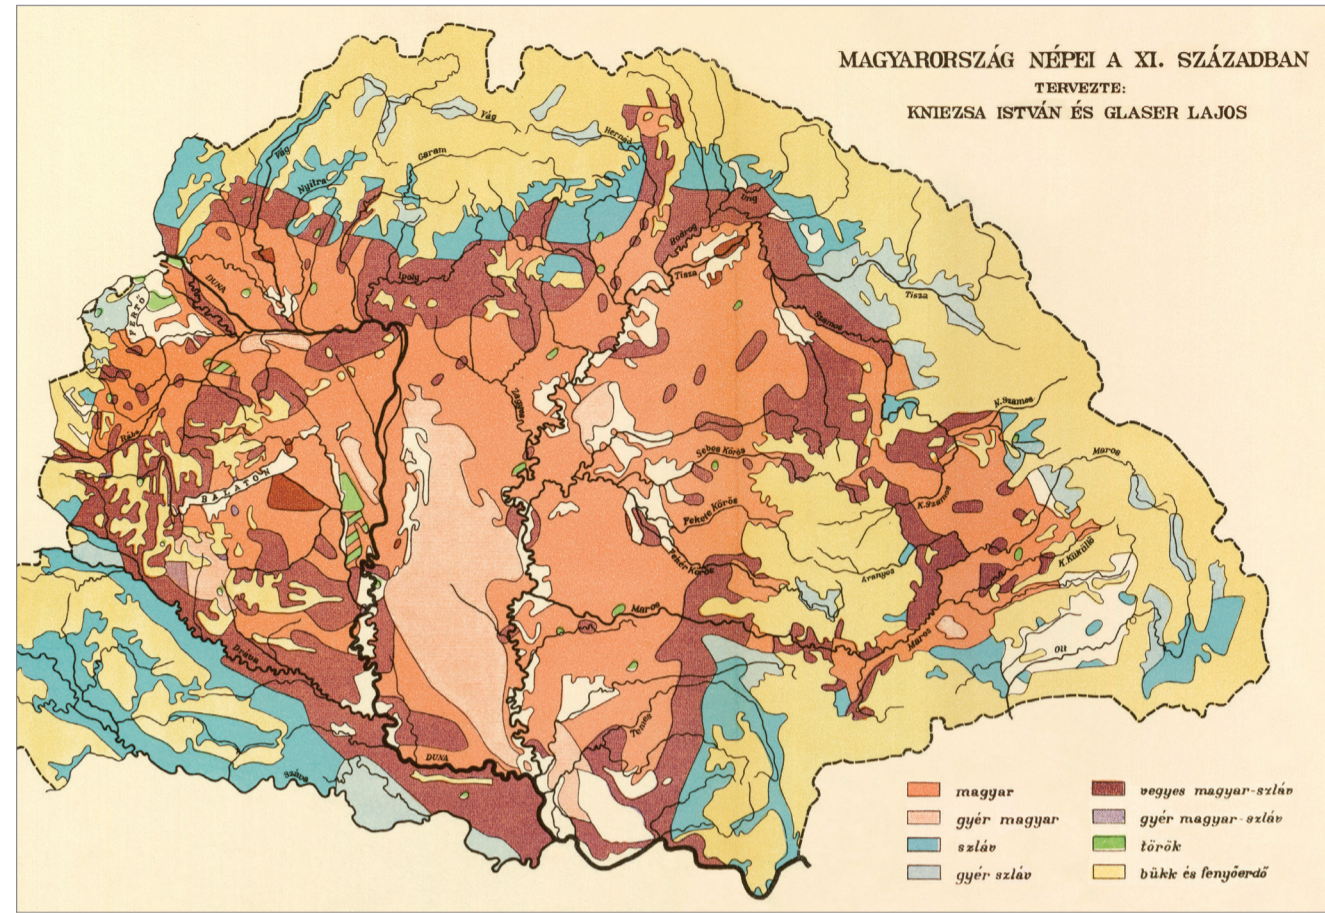 MAGYARORSZÁG NÉPEI A XI. SZÁZADBAN
TERVEZTE:
KNIEZSA ISTVÁN ÉS GLASER LAJOS
Vág
Hernád
Vág
Garam
Nyitra
Ung
Bodrog
Tisza
Ipoly
DUNA
Tisza
FERTŐ
Szamos
Zagyva
N. Szamos
Rába
Sebes Körös
Maros
BALATON
K. Szamos
Fekete Körös
Fehér Körös
K. Küküllő
Aranyos
Maros
Maros
Olt
Dráva
Temes
DUNA
Száva
magyar
gyér magyar
szláv
gyér szláv
vegyes magyar-szláv
gyér magyar-szláv
török
bükk és fenyőerdő